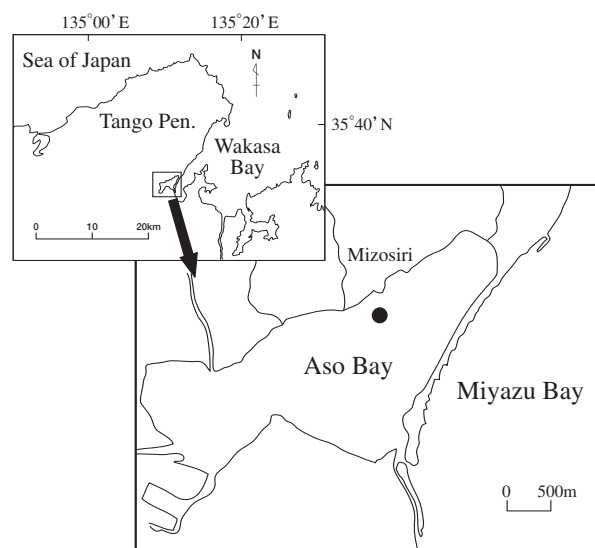 135°00’ E
135°20’ E
Sea of Japan
N
Tango Pen.
35°40’ N
Wakasa
Bay
0 10 20km
Mizosiri
Aso Bay
Miyazu Bay
0 500m